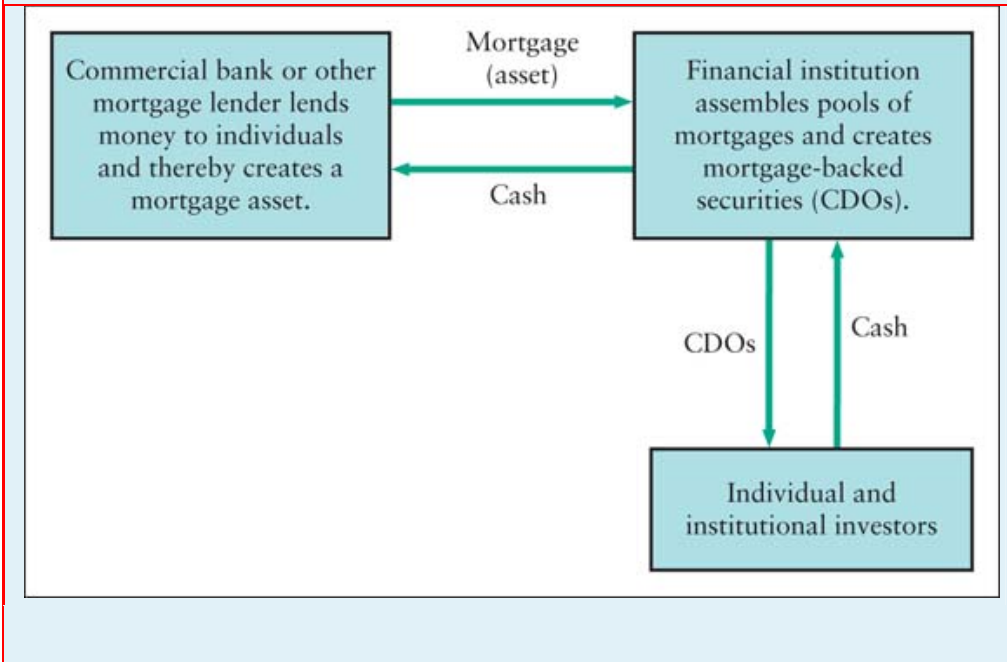 Commercial bank or other
mortgage lender lends
money to individuals
and thereby creates a
mortgage asset.
Mortgage
(asset)
Cash
Financial institution
assembles pools of
mortgages and creates
mortgage-backed
securities (CDOs).
CDOs
Cash
Individual and
institutional investors